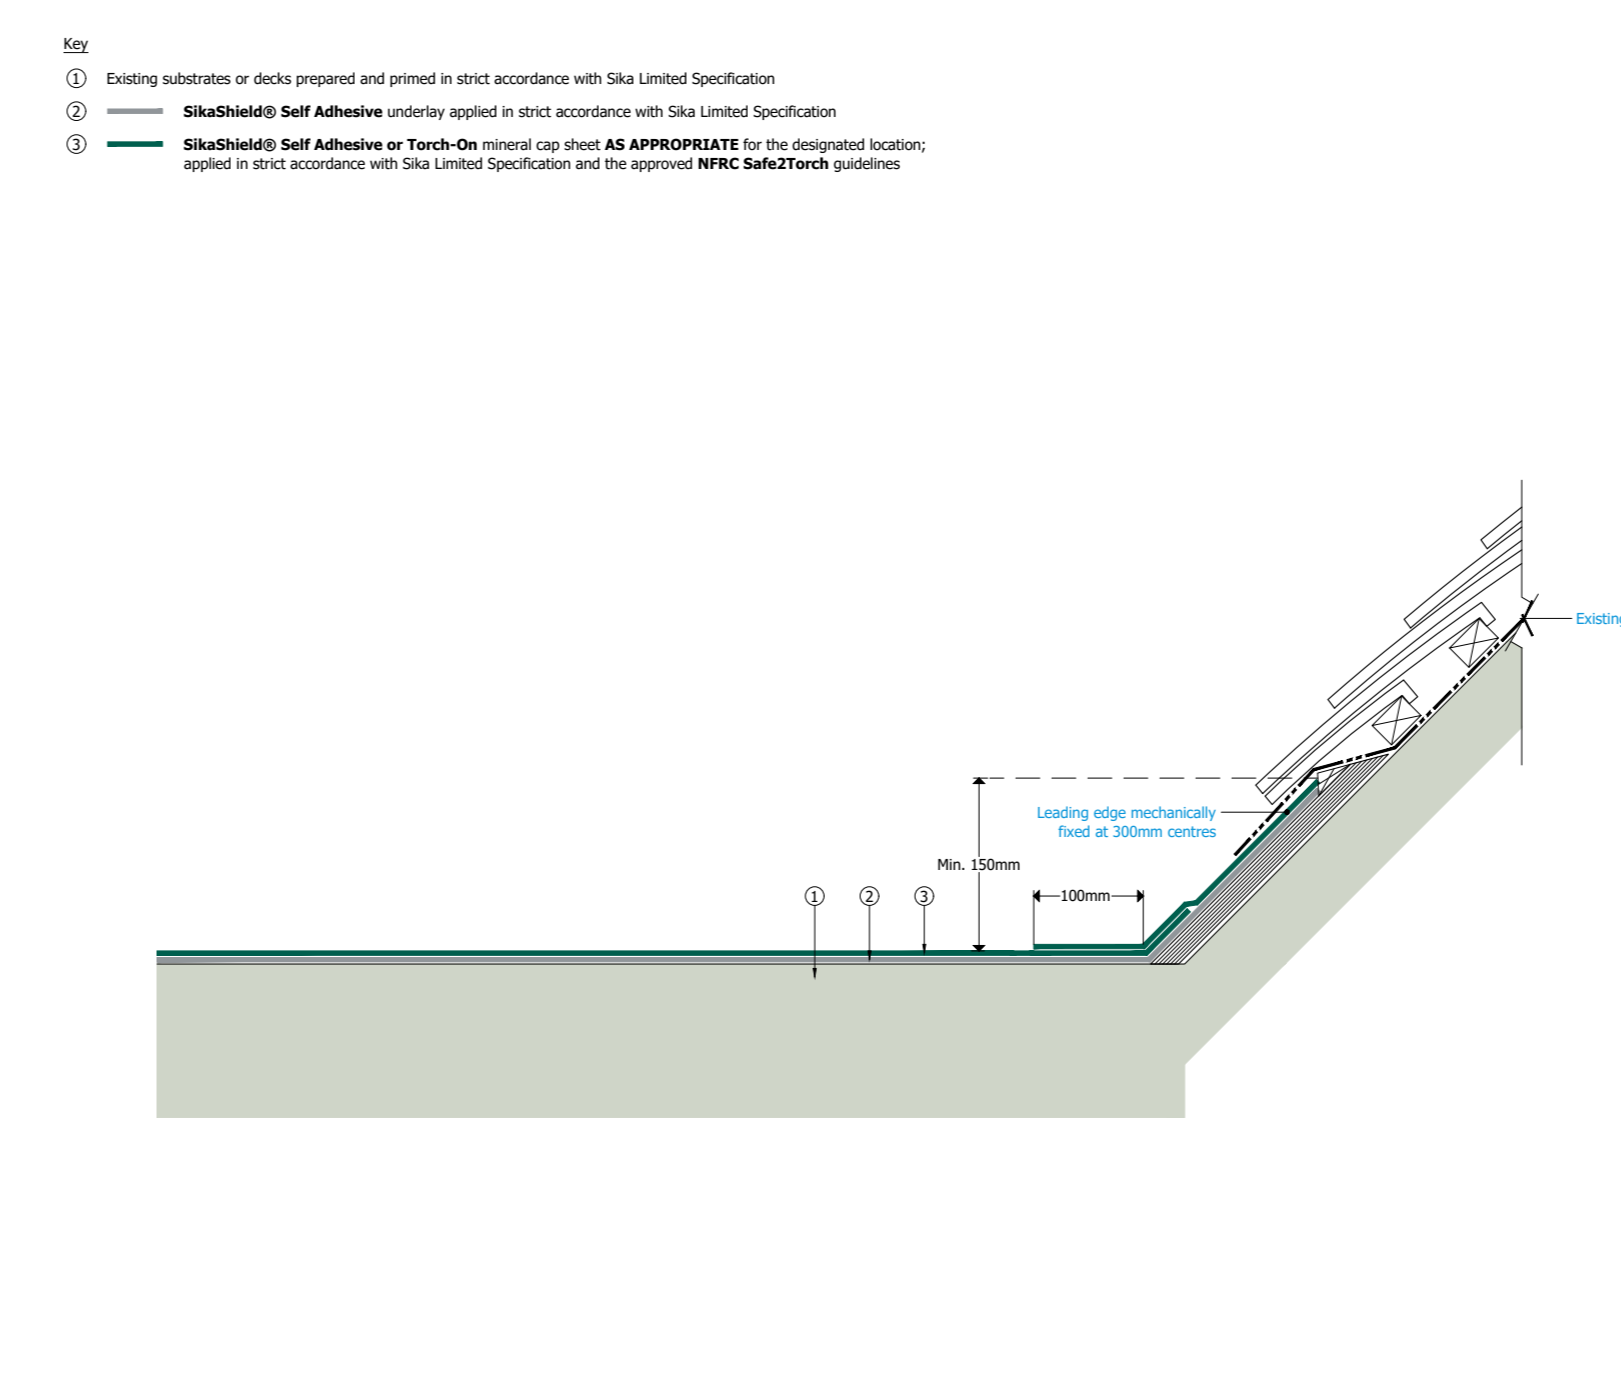 Key
1 Existing substrates or decks prepared and primed in strict accordance with Sika Limited Specification
2 SikaShield® Self Adhesive underlay applied in strict accordance with Sika Limited Specification
3 SikaShield® Self Adhesive or Torch-On mineral cap sheet AS APPROPRIATE for the designated location;
applied in strict accordance with Sika Limited Specification and the approved NFRC Safe2Torch guidelines
Leading edge mechanically
fixed at 300mm centres
Min. 150mm
1 2 3 100mm